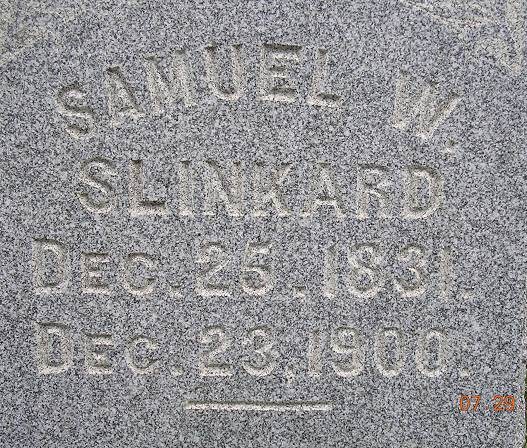 SAMUEL W.
SLINKARD
DEC. 25, 1831.
DEC. 23, 1900.
07.29